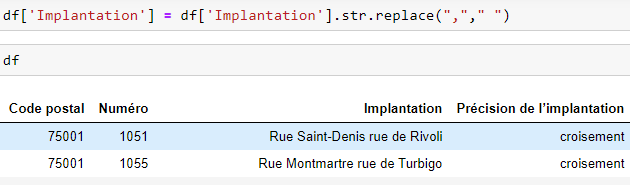 df['Implantation'] = df['Implantation'].str.replace(","," ")
df
Code postal Numéro Implantation Précision de l’implantation
75001 1051 Rue Saint-Denis rue de Rivoli croisement
75001 1055 Rue Montmartre rue de Turbigo croisement